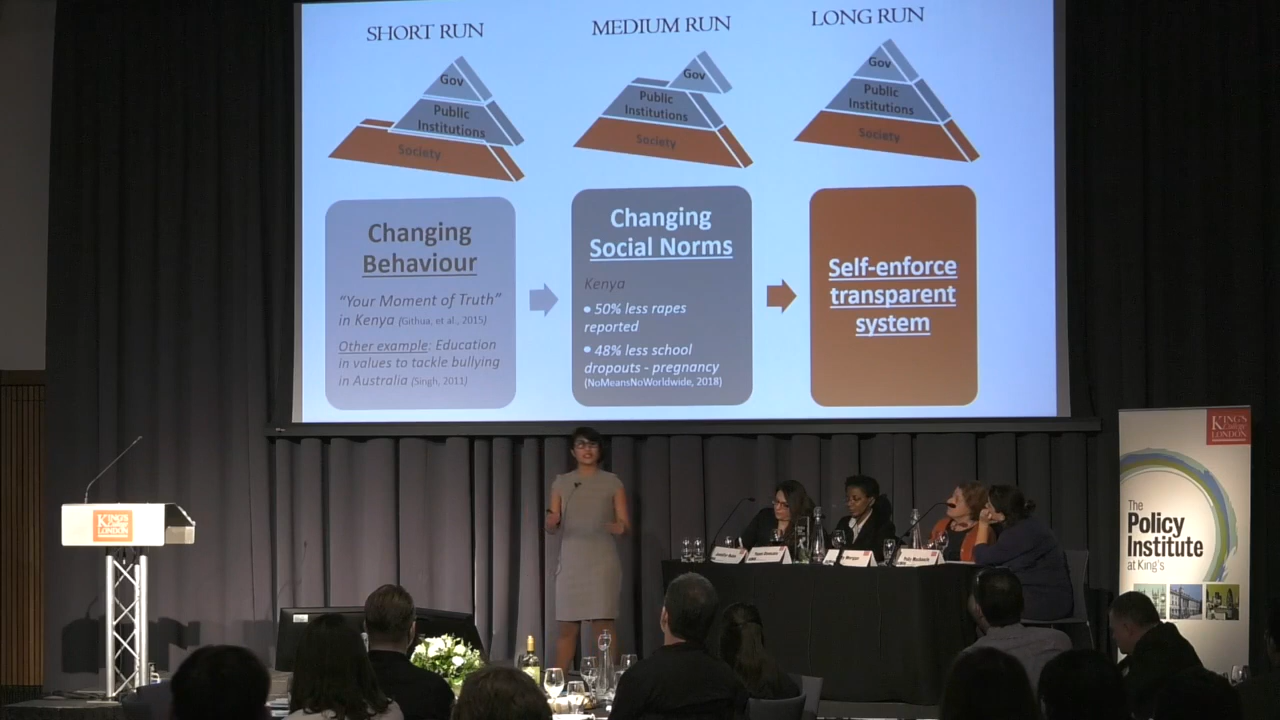 SHORT RUN
MEDIUM RUN
LONG RUN
Gov
Public
Institutions
Society
Gov
Public
Institutions
Society
Gov
Public
Institutions
Society
Changing
Behaviour
“Your Moment of Truth”
in Kenya (Githua, et al., 2015)
Other example: Education
in values to tackle bullying
in Australia (Singh, 2011)
Changing
Social Norms
Kenya
• 50% less rapes
reported
• 48% less school
dropouts - pregnancy
(NoMeansNoWorldwide, 2018)
Self-enforce
transparent
system
KING'S
College
LONDON
KING'S
College
LONDON
The
Policy
Institute
at King's